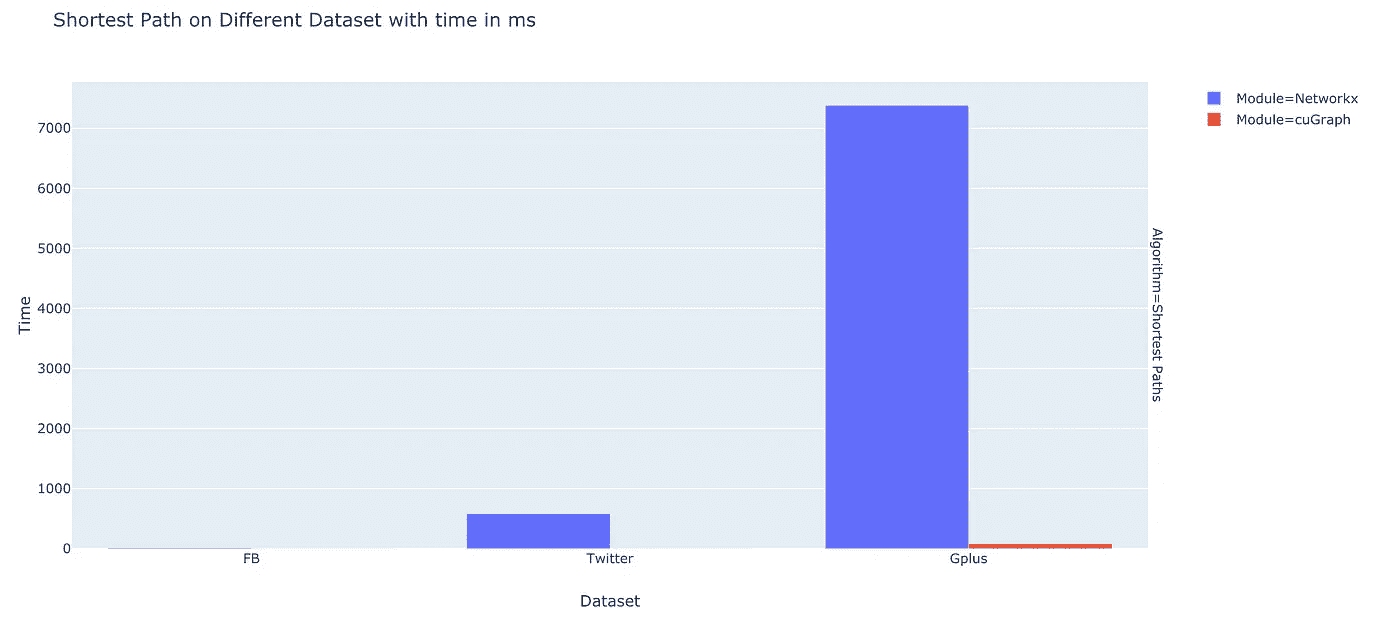 Shortest Path on Different Dataset with time in ms
Module=Networkx
Module=cuGraph
7000
6000
5000
4000
3000
2000
1000
0
Time
Algorithm=Shortest Paths
FB
Twitter
Gplus
Dataset